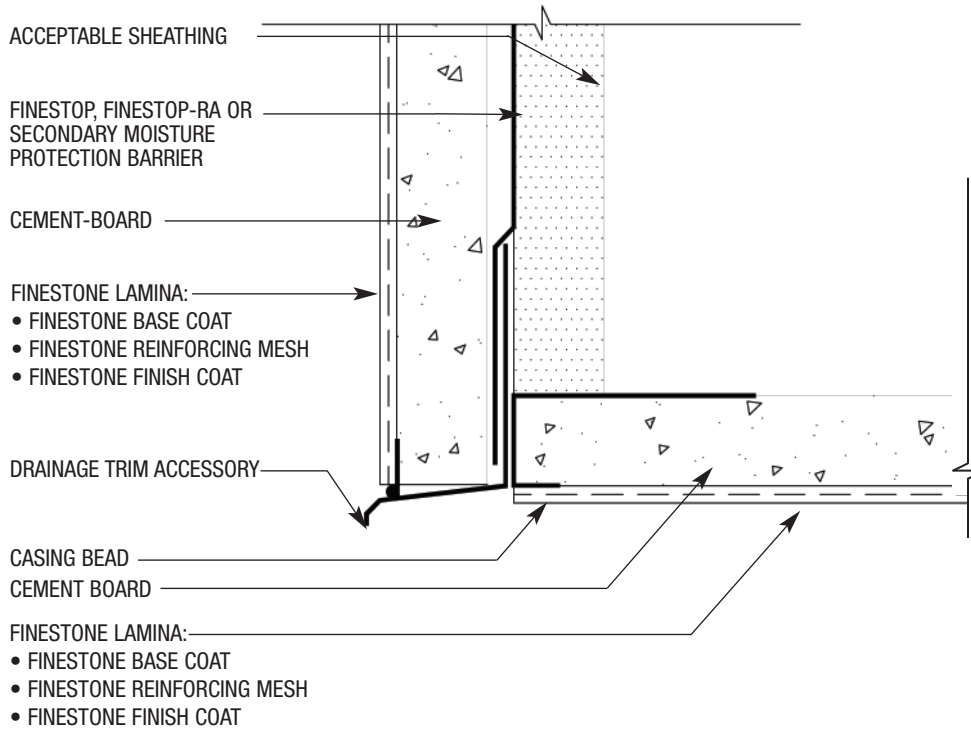 ACCEPTABLE SHEATHING
FINESTOP, FINESTOP-RA OR
SECONDARY MOISTURE
PROTECTION BARRIER
CEMENT-BOARD
FINESTONE LAMINA:
• FINESTONE BASE COAT
• FINESTONE REINFORCING MESH
• FINESTONE FINISH COAT
DRAINAGE TRIM ACCESSORY
CASING BEAD
CEMENT BOARD
FINESTONE LAMINA:
• FINESTONE BASE COAT
• FINESTONE REINFORCING MESH
• FINESTONE FINISH COAT